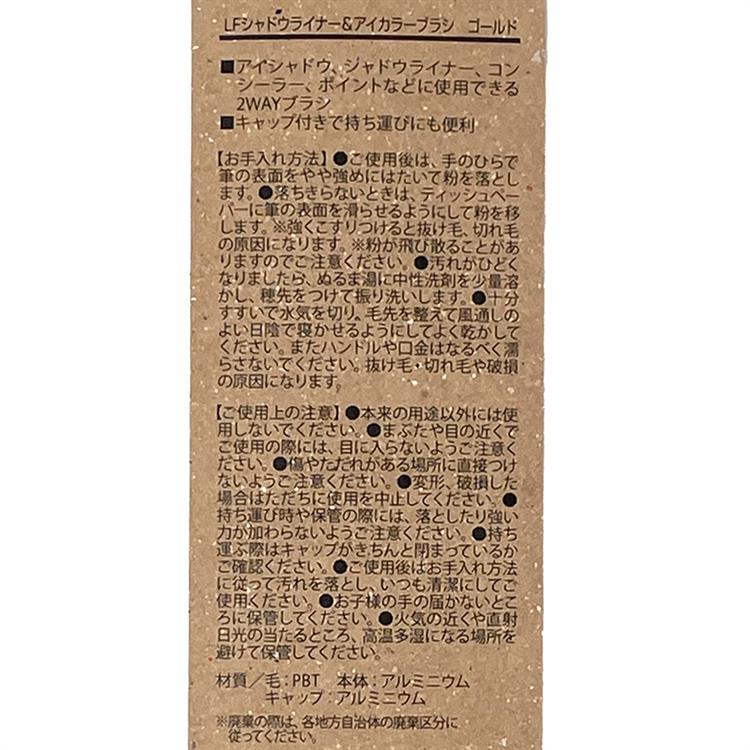 LFシャドウライナー&アイカラーブラシ　ゴールド
■アイシャドウ、シャドウライナー、コン
シーラー、ポイントなどに使用できる
2WAYブラシ
■キャップ付きで持ち運びにも便利
【お手入れ方法】●ご使用後は、手のひらで
筆の表面をやや強めにはたいて粉を落とし
ます。●落ちきらないときは、ティッシュペー
パーに筆の表面を滑らせるようにして粉を移
します。※強くこすりつけると抜け毛、切れ毛
の原因になります。※粉が飛び散ることがあ
りますのでご注意ください。●汚れがひどく
なりましたら、ぬるま湯に中性洗剤を少量溶
かし、穂先をつけて振り洗いします。●十分
すすいで水気を切り、毛先を整えて風通しの
よい日陰で寝かせるようにしてよく乾かして
ください。またハンドルや口金はなるべく濡
らさないでください。抜け毛・切れ毛や破損
の原因になります。
【ご使用上の注意】●本来の用途以外には使
用しないでください。●まぶたや目の近くで
ご使用の際には、目に入らないようご注意くだ
さい。●傷やただれがある場所に直接つけ
ないようご注意ください。●変形、破損した
場合はただちに使用を中止してください。●
持ち運び時や保管の際には、落としたり強い
力が加わらないようご注意ください。●持ち
運ぶ際はキャップがきちんと閉まっているか
ご確認ください。●ご使用後はお手入れ方法
に従って汚れを落とし、いつも清潔にしてご
使用ください。●お子様の手の届かないとこ
ろに保管してください。●火気の近くや直射
日光の当たるところ、高温多湿になる場所を
避けて保管してください。
材質／毛：PBT　本体：アルミニウム
キャップ：アルミニウム
※廃棄の際は、各地方自治体の廃棄区分に
従ってください。